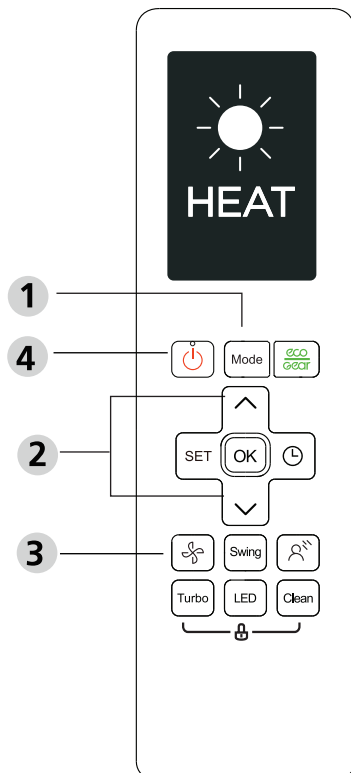 HEAT
1
4
Mode
eco
Gear
2
SET
OK
3
Swing
Turbo
LED
Clean